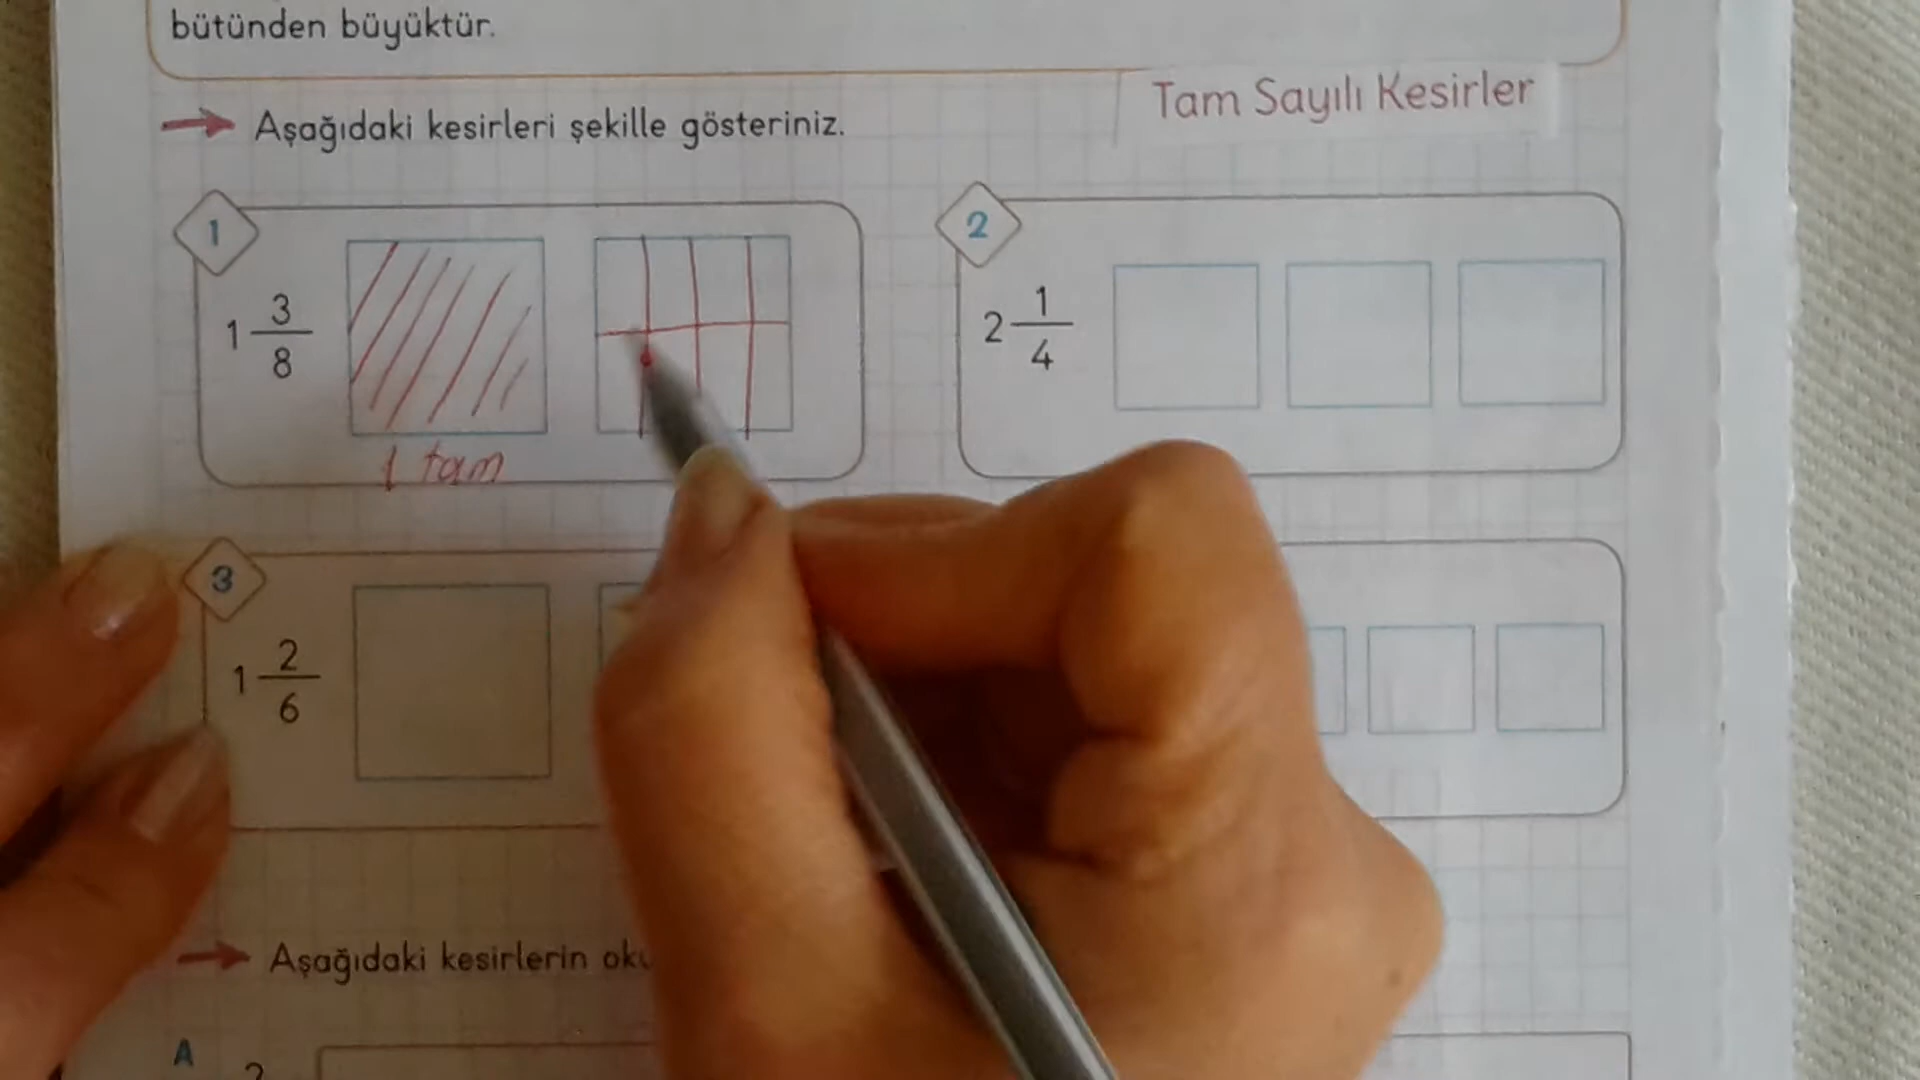 bütünden büyüktür.
Tam Sayılı Kesirler
Aşağıdaki kesirleri şekille gösteriniz.
1
1 3/8
1 tam
2
2 1/4
3
1 2/6
Aşağıdaki kesirlerin
A